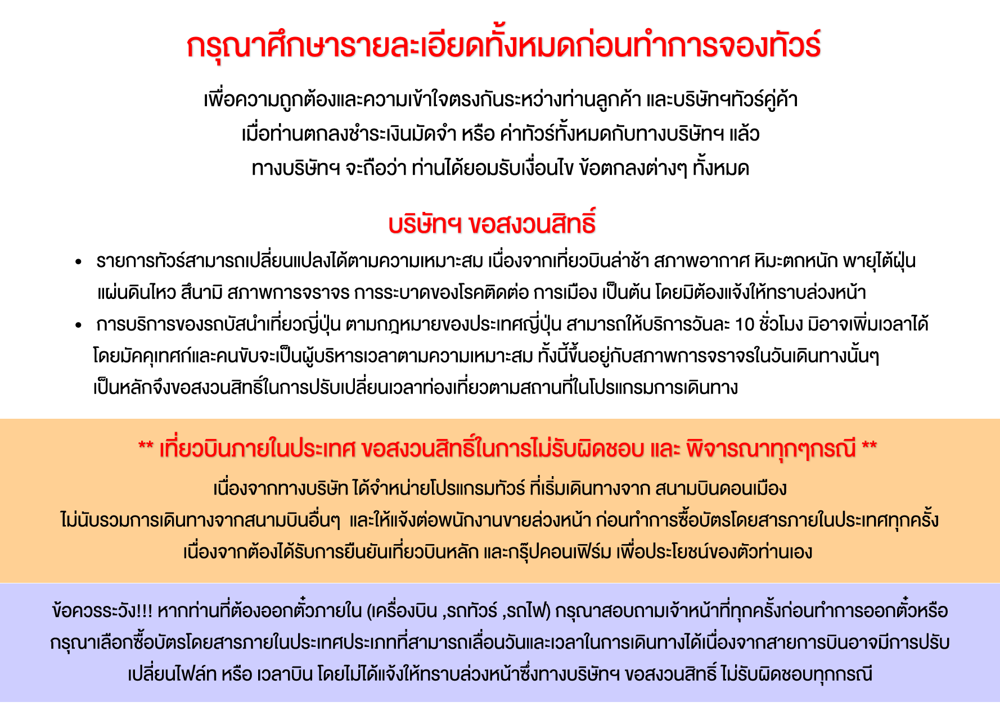 กรุณาศึกษารายละเอียดทั้งหมดก่อนทำการจองทัวร์
เพื่อความถูกต้องและความเข้าใจตรงกันระหว่างท่านลูกค้า และบริษัทฯทัวร์คู่ค้า
เมื่อท่านตกลงชำระเงินมัดจำ หรือ ค่าทัวร์ทั้งหมดกับทางบริษัทฯ แล้ว
ทางบริษัทฯ จะถือว่า ท่านได้ยอมรับเงื่อนไข ข้อตกลงต่างๆ ทั้งหมด
บริษัทฯ ขอสงวนสิทธิ์
• รายการทัวร์สามารถเปลี่ยนแปลงได้ตามความเหมาะสม เนื่องจากเที่ยวบินล่าช้า สภาพอากาศ หิมะตกหนัก พายุไต้ฝุ่น
แผ่นดินไหว สึนามิ สภาพการจราจร การระบาดของโรคติดต่อ การเมือง เป็นต้น โดยมิต้องแจ้งให้ทราบล่วงหน้า
• การบริการของรถบัสนำเที่ยวญี่ปุ่น ตามกฎหมายของประเทศญี่ปุ่น สามารถให้บริการวันละ 10 ชั่วโมง มิอาจเพิ่มเวลาได้
โดยมัคคุเทศก์และคนขับจะเป็นผู้บริหารเวลาตามความเหมาะสม ทั้งนี้ขึ้นอยู่กับสภาพการจราจรในวันเดินทางนั้นๆ
เป็นหลักจึงขอสงวนสิทธิ์ในการปรับเปลี่ยนเวลาท่องเที่ยวตามสถานที่ในโปรแกรมการเดินทาง
** เที่ยวบินภายในประเทศ ขอสงวนสิทธิ์ในการไม่รับผิดชอบ และ พิจารณาทุกๆกรณี **
เนื่องจากทางบริษัท ได้จำหน่ายโปรแกรมทัวร์ ที่เริ่มเดินทางจาก สนามบินดอนเมือง
ไม่นับรวมการเดินทางจากสนามบินอื่นๆ และให้แจ้งต่อพนักงานขายล่วงหน้า ก่อนทำการซื้อบัตรโดยสารภายในประเทศทุกครั้ง
เนื่องจากต้องได้รับการยืนยันเที่ยวบินหลัก และกรุ๊ปคอนเฟิร์ม เพื่อประโยชน์ของตัวท่านเอง
ข้อควรระวัง!!! หากท่านที่ต้องออกตั๋วภายใน (เครื่องบิน ,รถทัวร์ ,รถไฟ) กรุณาสอบถามเจ้าหน้าที่ทุกครั้งก่อนทำการออกตั๋วหรือ
กรุณาเลือกซื้อบัตรโดยสารภายในประเทศประเภทที่สามารถเลื่อนวันและเวลาในการเดินทางได้เนื่องจากสายการบินอาจมีการปรับ
เปลี่ยนไฟล์ท หรือ เวลาบิน โดยไม่ได้แจ้งให้ทราบล่วงหน้าซึ่งทางบริษัทฯ ขอสงวนสิทธิ์ ไม่รับผิดชอบทุกกรณี